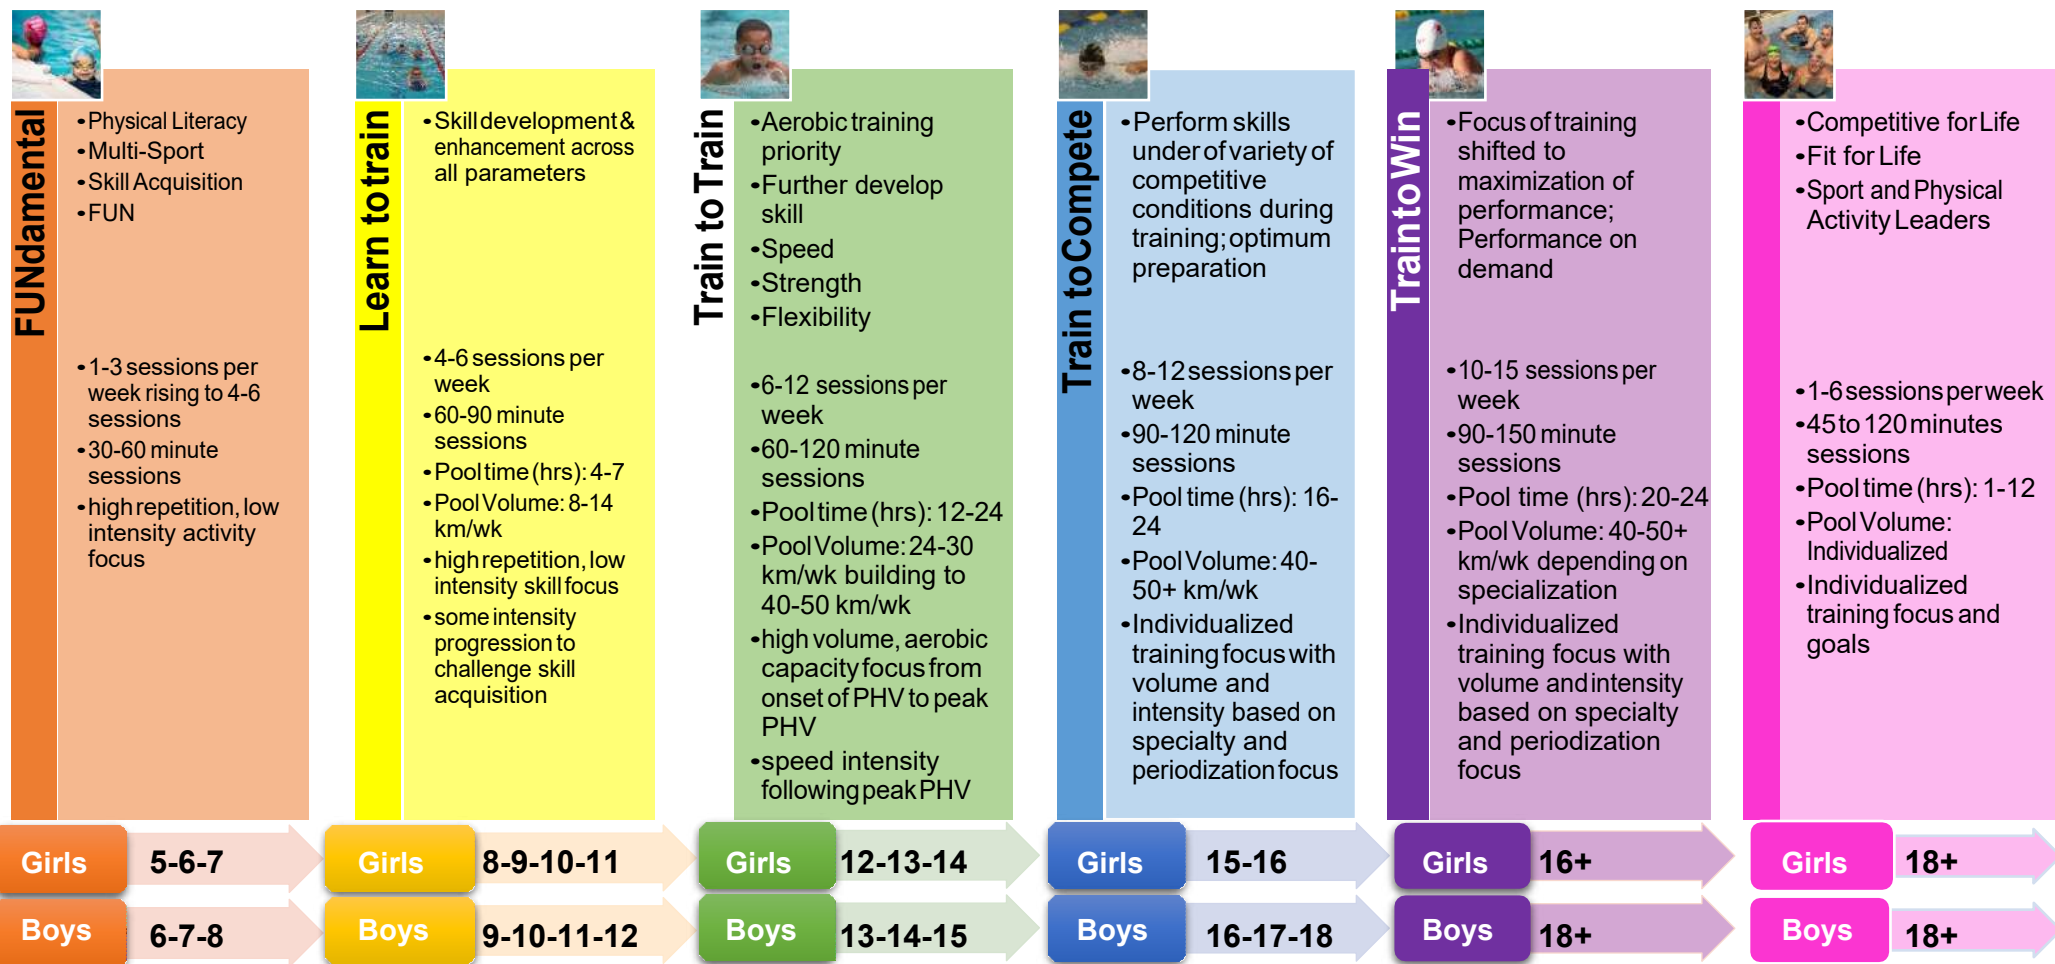 FUNdamental
•Physical Literacy
•Multi-Sport
•Skill Acquisition
•FUN
•1-3 sessions per
week rising to 4-6
sessions
•30-60 minute
sessions
•high repetition, low
intensity activity
focus
Learn to train
•Skill development &
enhancement across
all parameters
•4-6 sessions per
week
•60-90 minute
sessions
•Pool time (hrs): 4-7
•Pool Volume: 8-14
km/wk
•high repetition, low
intensity skill focus
•some intensity
progression to
challenge skill
acquisition
Train to Train
•Aerobic training
priority
•Further develop
skill
•Speed
•Strength
•Flexibility
•6-12 sessions per
week
•60-120 minute
sessions
•Pool time (hrs): 12-24
•Pool Volume: 24-30
km/wk building to
40-50 km/wk
•high volume, aerobic
capacity focus from
onset of PHV to peak
PHV
•speed intensity
following peak PHV
Train to Compete
•Perform skills
under of variety of
competitive
conditions during
training; optimum
preparation
•8-12 sessions per
week
•90-120 minute
sessions
•Pool time (hrs): 16-
24
•Pool Volume: 40-
50+ km/wk
•Individualized
training focus with
volume and
intensity based on
specialty and
periodization focus
Train to Win
•Focus of training
shifted to
maximization of
performance;
Performance on
demand
•10-15 sessions per
week
•90-150 minute
sessions
•Pool time (hrs): 20-24
•Pool Volume: 40-50+
km/wk depending on
specialization
•Individualized
training focus with
volume and intensity
based on specialty
and periodization
focus
•Competitive for Life
•Fit for Life
•Sport and Physical
Activity Leaders
•1-6 sessions per week
•45 to 120 minutes
sessions
•Pool time (hrs): 1-12
•Pool Volume:
Individualized
•Individualized
training focus and
goals
Girls 5-6-7 Girls 8-9-10-11 Girls 12-13-14 Girls 15-16 Girls 16+ Girls 18+
Boys 6-7-8 Boys 9-10-11-12 Boys 13-14-15 Boys 16-17-18 Boys 18+ Boys 18+